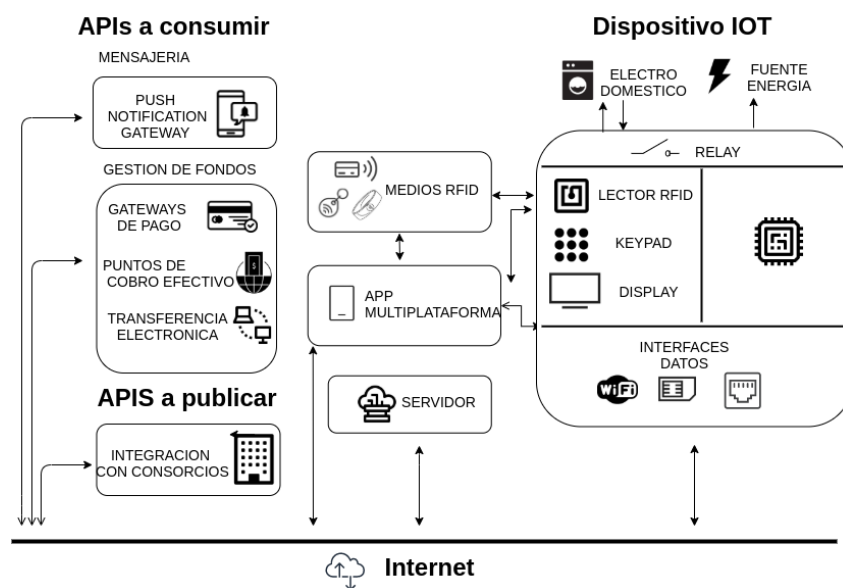 APIs a consumir
MENSAJERIA
PUSH
NOTIFICATION
GATEWAY
GESTION DE FONDOS
GATEWAYS
DE PAGO
PUNTOS DE
COBRO EFECTIVO
TRANSFERENCIA
ELECTRONICA
APIS a publicar
INTEGRACION
CON CONSORCIOS
MEDIOS RFID
APP
MULTIPLATAFORMA
SERVIDOR
Dispositivo IOT
ELECTRO
DOMESTICO
FUENTE
ENERGIA
RELAY
LECTOR RFID
KEYPAD
DISPLAY
INTERFACES
DATOS
WiFi
Internet